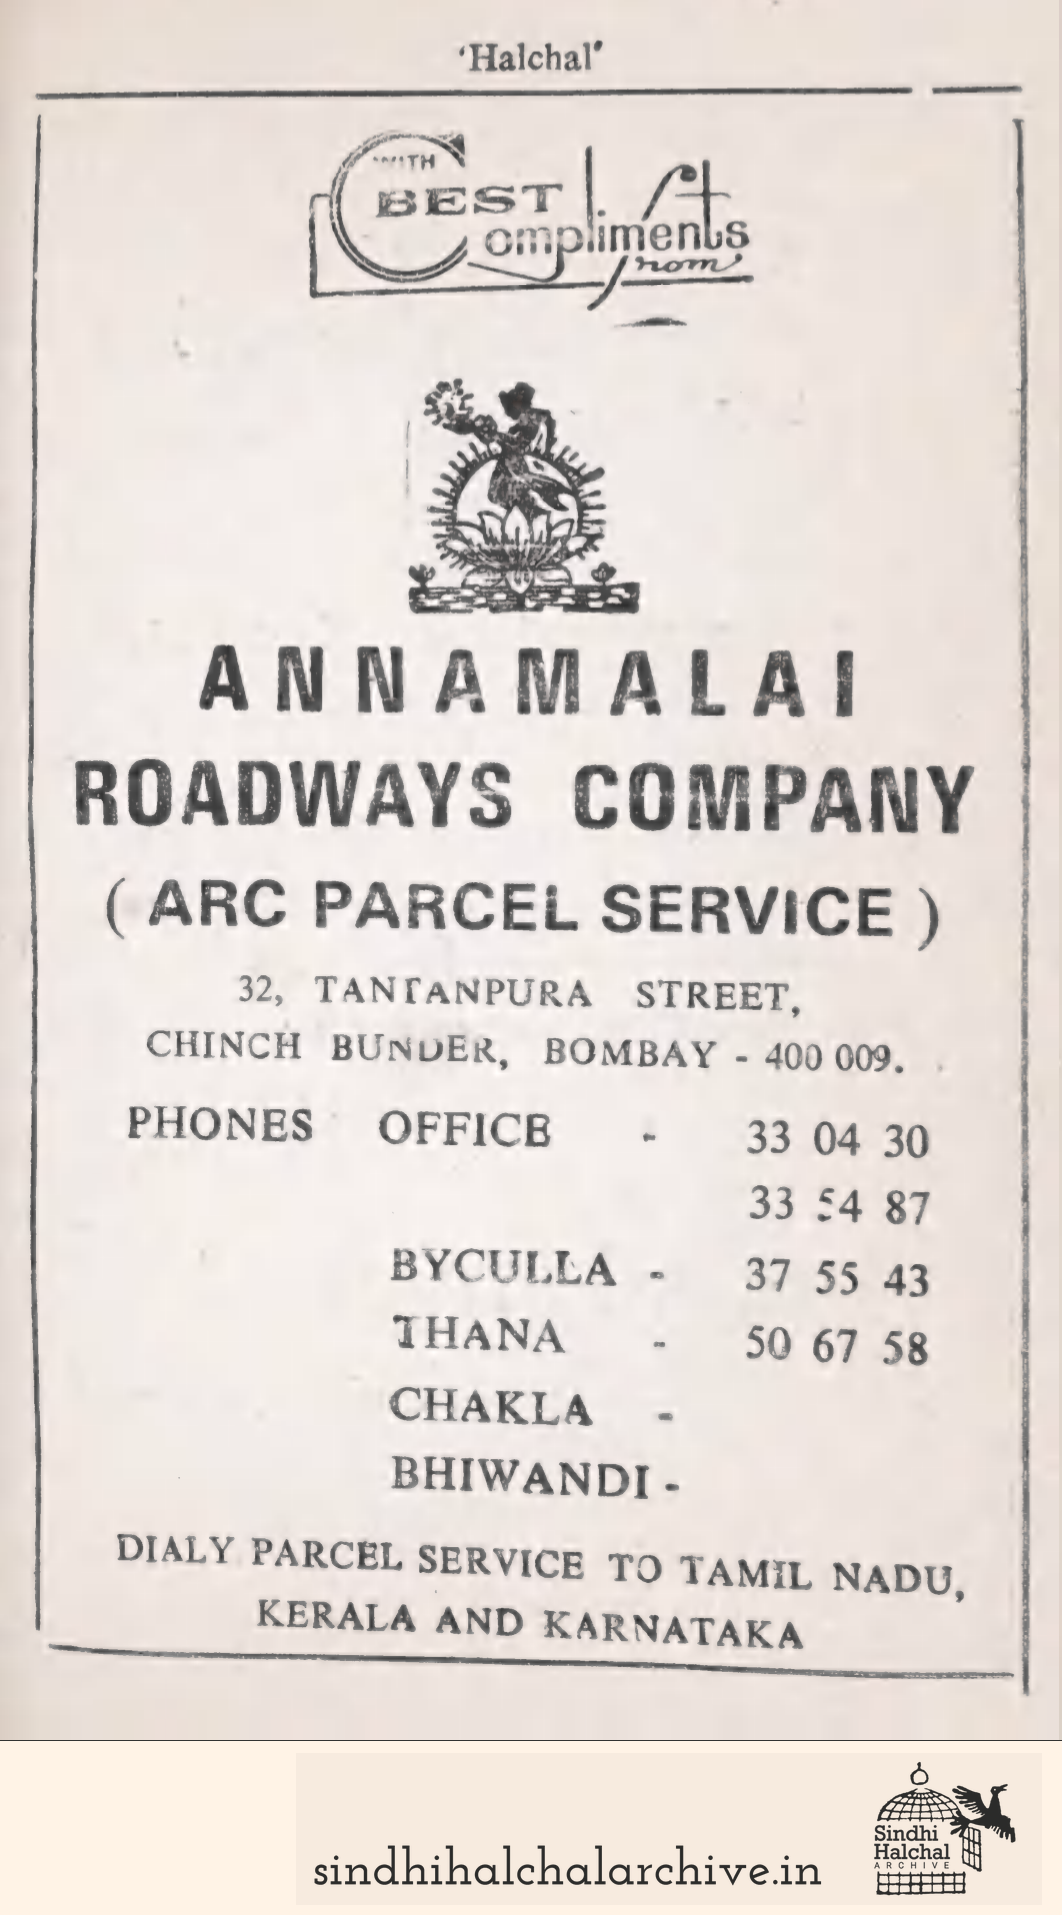 'Halchal'
WITH
BEST
Compliments
from
ANNAMALAI
ROADWAYS COMPANY
( ARC PARCEL SERVICE )
32, TANTANPURA STREET,
CHINCH BUNDER, BOMBAY - 400 009.
PHONES OFFICE - 33 04 30
33 54 87
BYCULLA - 37 55 43
THANA - 50 67 58
CHAKLA -
BHIWANDI -
DIALY PARCEL SERVICE TO TAMIL NADU,
KERALA AND KARNATAKA
sindhihalchalarchive.in
Sindhi
Halchal
ARCHIVE